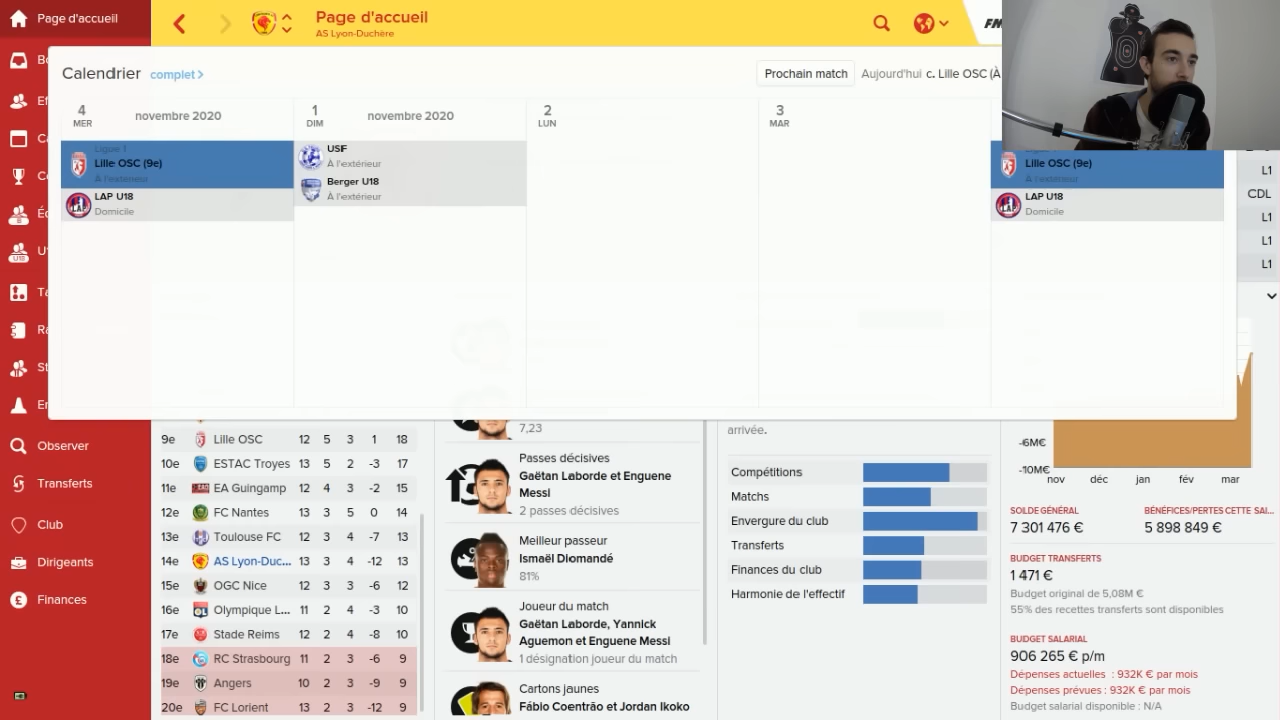 Page d'accueil
Page d'accueil
AS Lyon-Duchère
FM
Calendrier complet >
Prochain match
Aujourd'hui c. Lille OSC (À
4 MER novembre 2020
1 DIM novembre 2020
2 LUN
3 MAR
Ligue 1
Lille OSC (9e)
À l'extérieur
LAP U18
Domicile
USF
À l'extérieur
Berger U18
À l'extérieur
Lille OSC (9e)
À l'extérieur
LAP U18
Domicile
L1
CDL
L1
L1
L1
Observer
Transferts
Club
Dirigeants
Finances
9e Lille OSC 12 5 3 1 18
10e ESTAC Troyes 13 5 2 -3 17
11e EA Guingamp 12 4 3 -2 15
12e FC Nantes 13 3 5 0 14
13e Toulouse FC 12 3 4 -7 13
14e AS Lyon-Duc... 13 3 4 -12 13
15e OGC Nice 12 3 3 -6 12
16e Olympique L... 11 2 4 -3 10
17e Stade Reims 12 2 4 -8 10
18e RC Strasbourg 11 2 3 -6 9
19e Angers 10 2 3 -9 9
20e FC Lorient 13 2 3 -12 9
7,23
Passes décisives
Gaëtan Laborde et Enguene
Messi
2 passes décisives
Meilleur passeur
Ismaël Diomandé
81%
Joueur du match
Gaëtan Laborde, Yannick
Aguemon et Enguene Messi
1 désignation joueur du match
Cartons jaunes
Fábio Coentrão et Jordan Ikoko
arrivée.
Compétitions
Matchs
Envergure du club
Transferts
Finances du club
Harmonie de l'effectif
-6M€
-10M€
nov déc jan fév mar
SOLDE GÉNÉRAL
7 301 476 €
BÉNÉFICES/PERTES CETTE SAI...
5 898 849 €
BUDGET TRANSFERTS
1 471 €
Budget original de 5,08M €
55% des recettes transferts sont disponibles
BUDGET SALARIAL
906 265 € p/m
Dépenses actuelles : 932K € par mois
Dépenses prévues : 932K € par mois
Budget salarial disponible : N/A